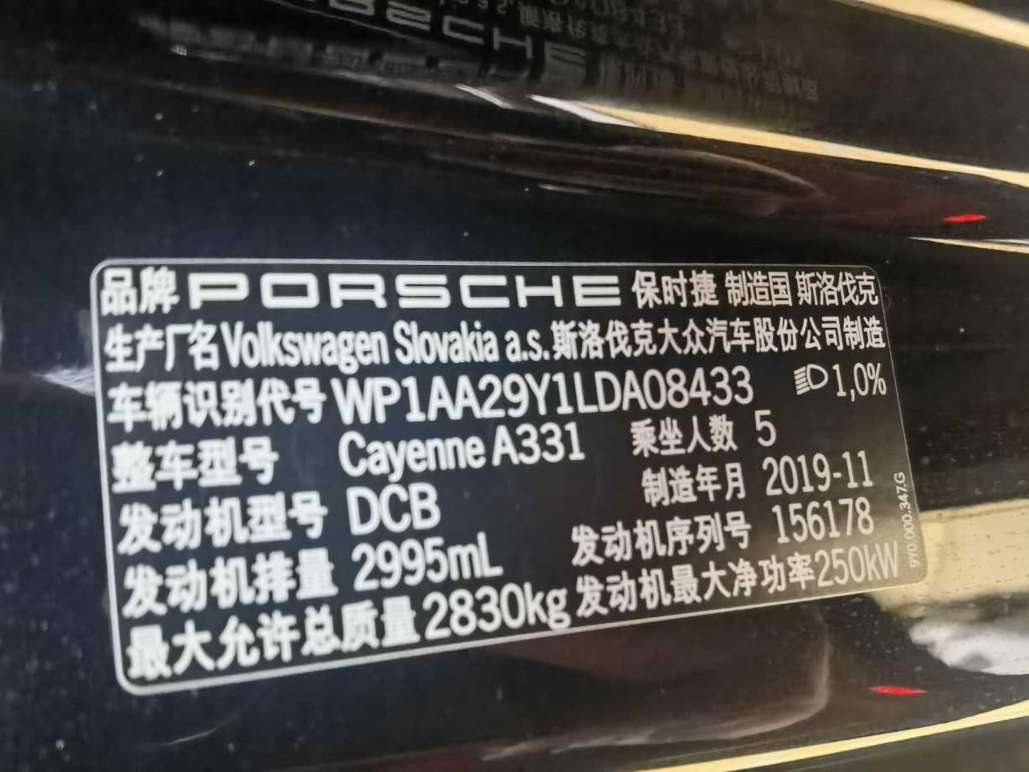 品牌 PORSCHE 保时捷 制造国 斯洛伐克
生产厂名 Volkswagen Slovakia a.s. 斯洛伐克大众汽车股份公司制造
车辆识别代号 WP1AA29Y1LDA08433 1,0%
整车型号 Cayenne A331 乘坐人数 5
发动机型号 DCB 制造年月 2019-11
发动机排量 2995mL 发动机序列号 156178
最大允许总质量 2830kg 发动机最大净功率 250kW
9Y0.000.347.G